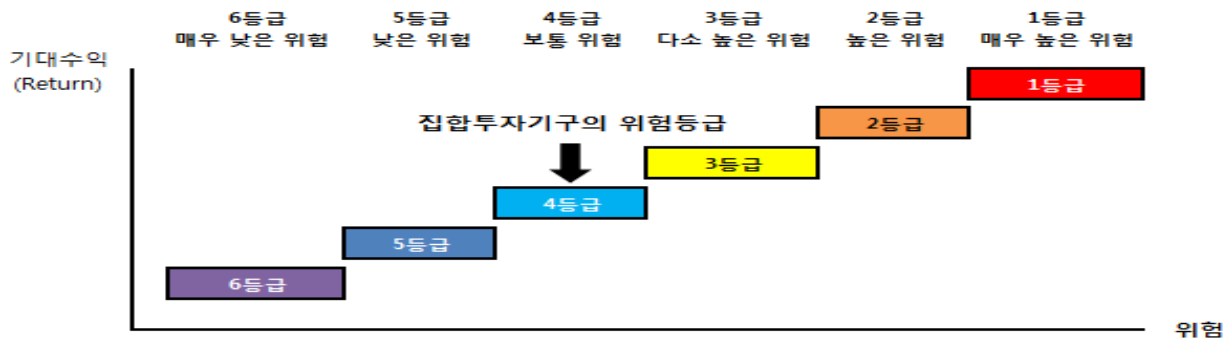 6등급 5등급 4등급 3등급 2등급 1등급
매우 낮은 위험 낮은 위험 보통 위험 다소 높은 위험 높은 위험 매우 높은 위험
기대수익
(Return)
1등급
집합투자기구의 위험등급
2등급
3등급
4등급
5등급
6등급
위험